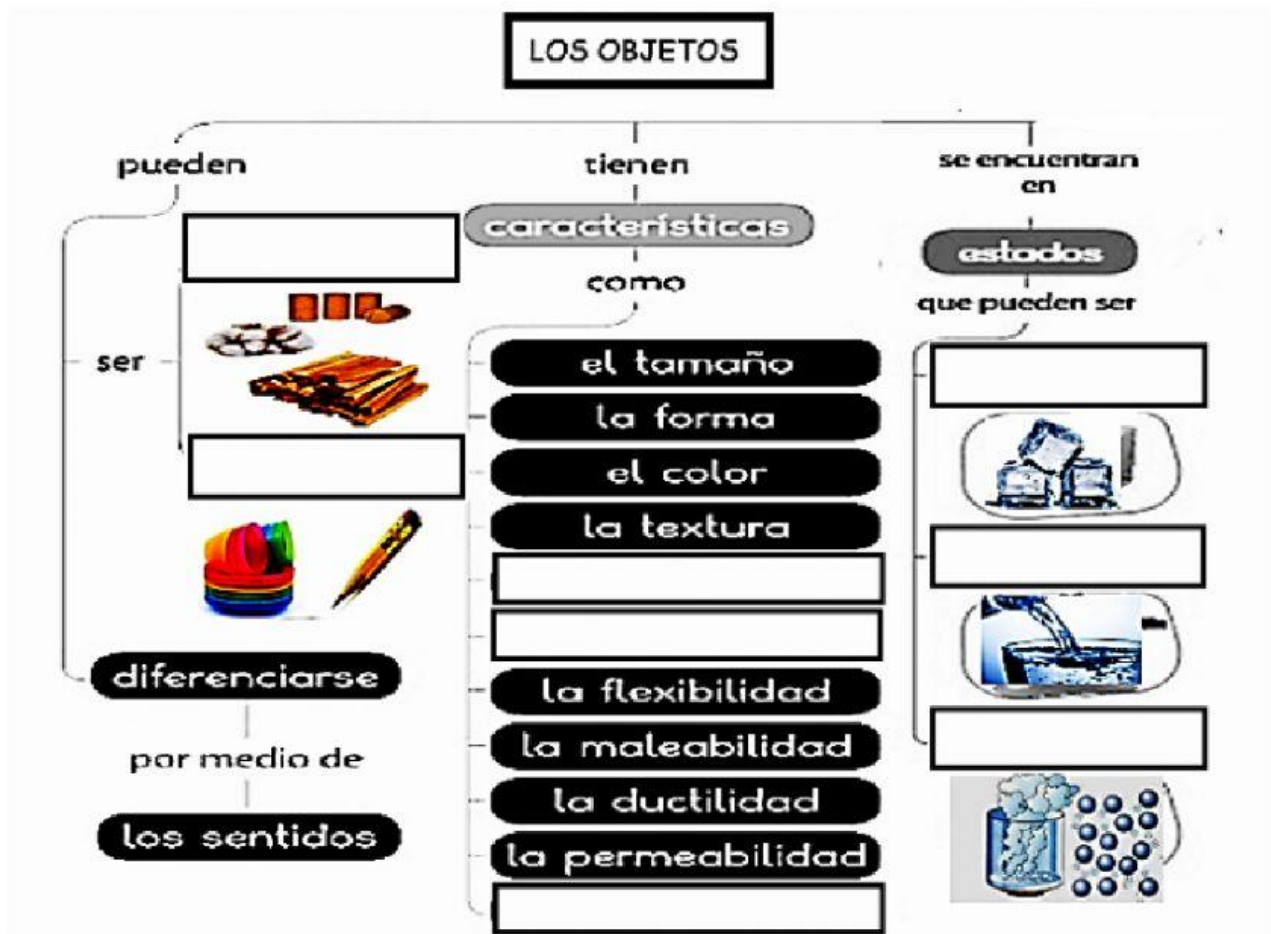 LOS OBJETOS
pueden
ser
diferenciarse
por medio de
los sentidos
tienen
características
como
el tamaño
la forma
el color
la textura
la flexibilidad
la maleabilidad
la ductilidad
la permeabilidad
se encuentran
en
estados
que pueden ser